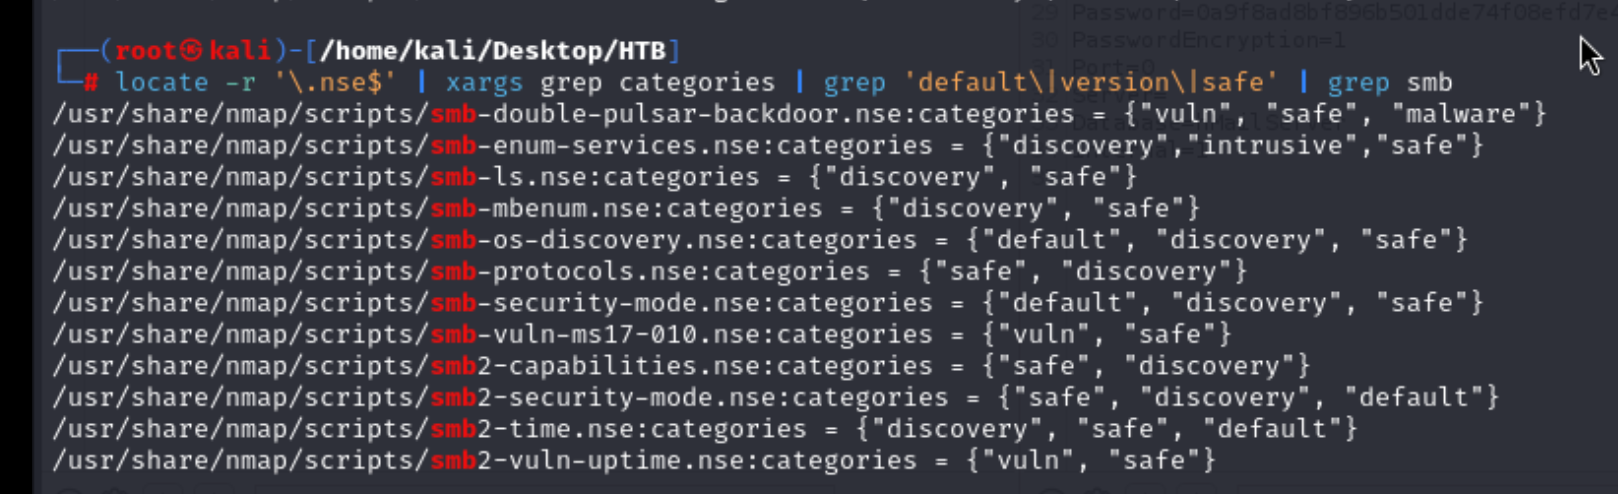 29 Password=0a9f8ad8bf896b501dde74f08efd7e4
30 PasswordEncryption=1
┌──(root㉿kali)-[/home/kali/Desktop/HTB]
31 Port=0
└─# locate -r '\.nse$' | xargs grep categories | grep 'default\|version\|safe' | grep smb
/usr/share/nmap/scripts/smb-double-pulsar-backdoor.nse:categories = {"vuln", "safe", "malware"}
/usr/share/nmap/scripts/smb-enum-services.nse:categories = {"discovery","intrusive","safe"}
/usr/share/nmap/scripts/smb-ls.nse:categories = {"discovery", "safe"}
/usr/share/nmap/scripts/smb-mbenum.nse:categories = {"discovery", "safe"}
/usr/share/nmap/scripts/smb-os-discovery.nse:categories = {"default", "discovery", "safe"}
/usr/share/nmap/scripts/smb-protocols.nse:categories = {"safe", "discovery"}
/usr/share/nmap/scripts/smb-security-mode.nse:categories = {"default", "discovery", "safe"}
/usr/share/nmap/scripts/smb-vuln-ms17-010.nse:categories = {"vuln", "safe"}
/usr/share/nmap/scripts/smb2-capabilities.nse:categories = {"safe", "discovery"}
/usr/share/nmap/scripts/smb2-security-mode.nse:categories = {"safe", "discovery", "default"}
/usr/share/nmap/scripts/smb2-time.nse:categories = {"discovery", "safe", "default"}
/usr/share/nmap/scripts/smb2-vuln-uptime.nse:categories = {"vuln", "safe"}